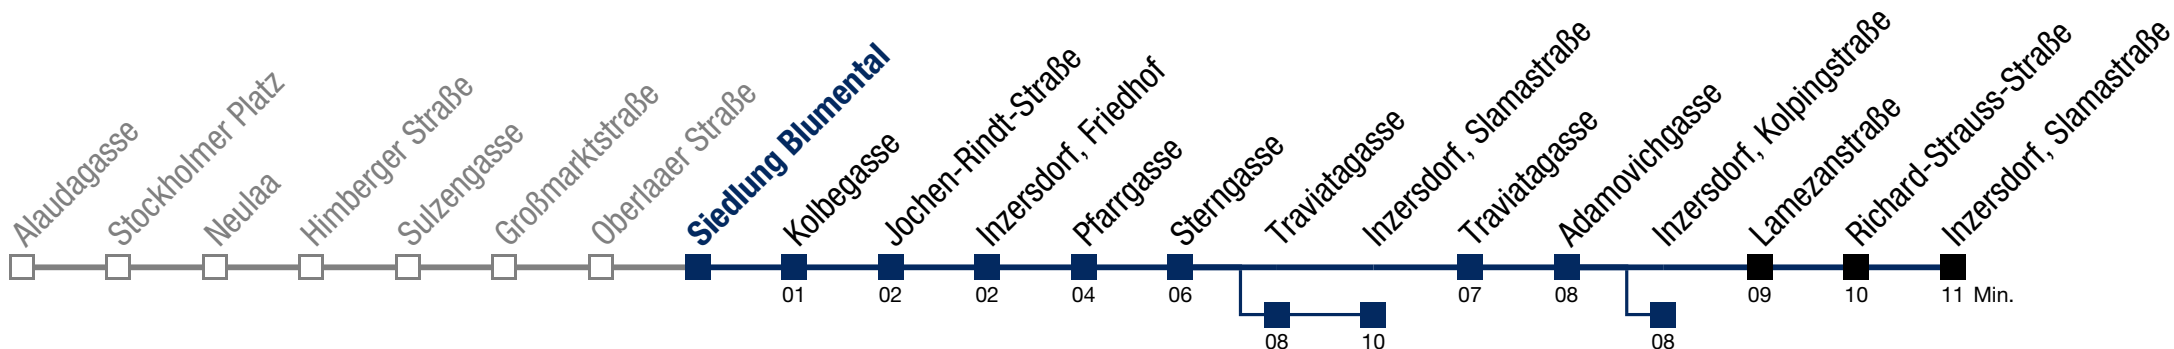 Alaudagasse
Stockholmer Platz
Neulaa
Himberger Straße
Sulzengasse
Großmarktstraße
Oberlaaer Straße
Siedlung Blumental
Kolbegasse
Jochen-Rindt-Straße
Inzersdorf, Friedhof
Pfarrgasse
Sterngasse
Traviatagasse
Inzersdorf, Slamastraße
Traviatagasse
Adamovichgasse
Inzersdorf, Kolpingstraße
Lamezanstraße
Richard-Strauss-Straße
Inzersdorf, Slamastraße
01 02 02 04 06 07 08 09 10 11 Min.
08 10 08